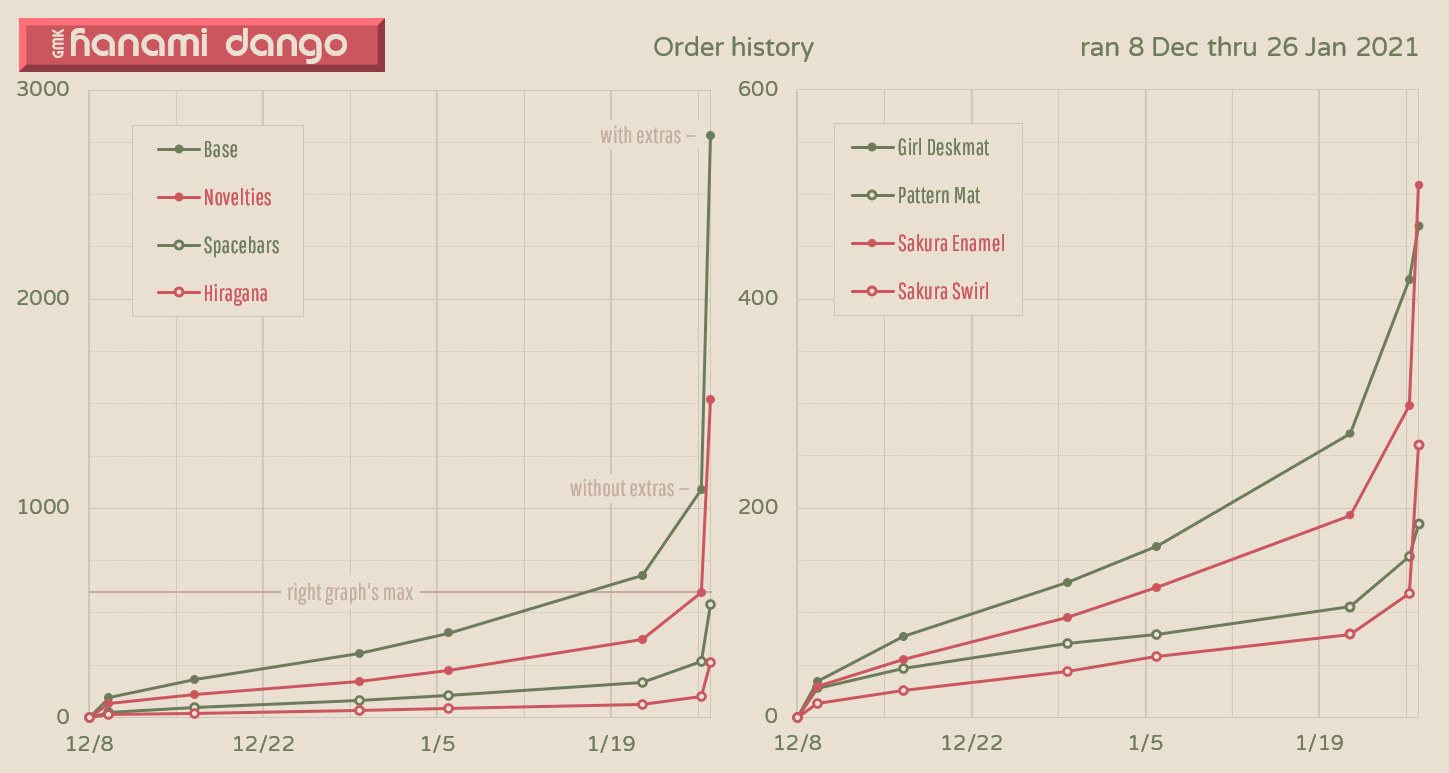 GMK hanami dango
Order history
ran 8 Dec thru 26 Jan 2021
3000
2000
1000
0
12/8
12/22
1/5
1/19
Base
Novelties
Spacebars
Hiragana
with extras –
without extras –
right graph's max
600
400
200
0
12/8
12/22
1/5
1/19
Girl Deskmat
Pattern Mat
Sakura Enamel
Sakura Swirl